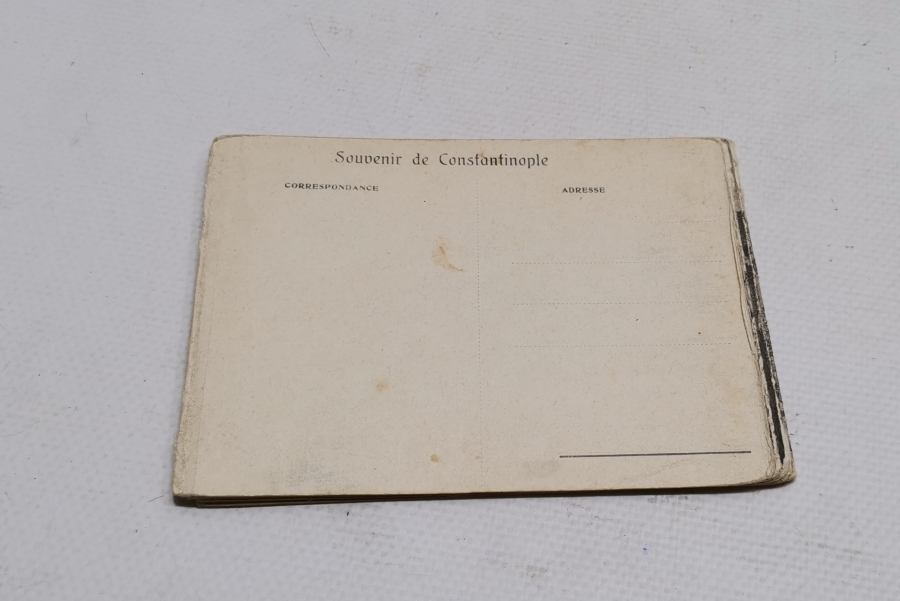 Souvenir de Constantinople
CORRESPONDANCE
ADRESSE